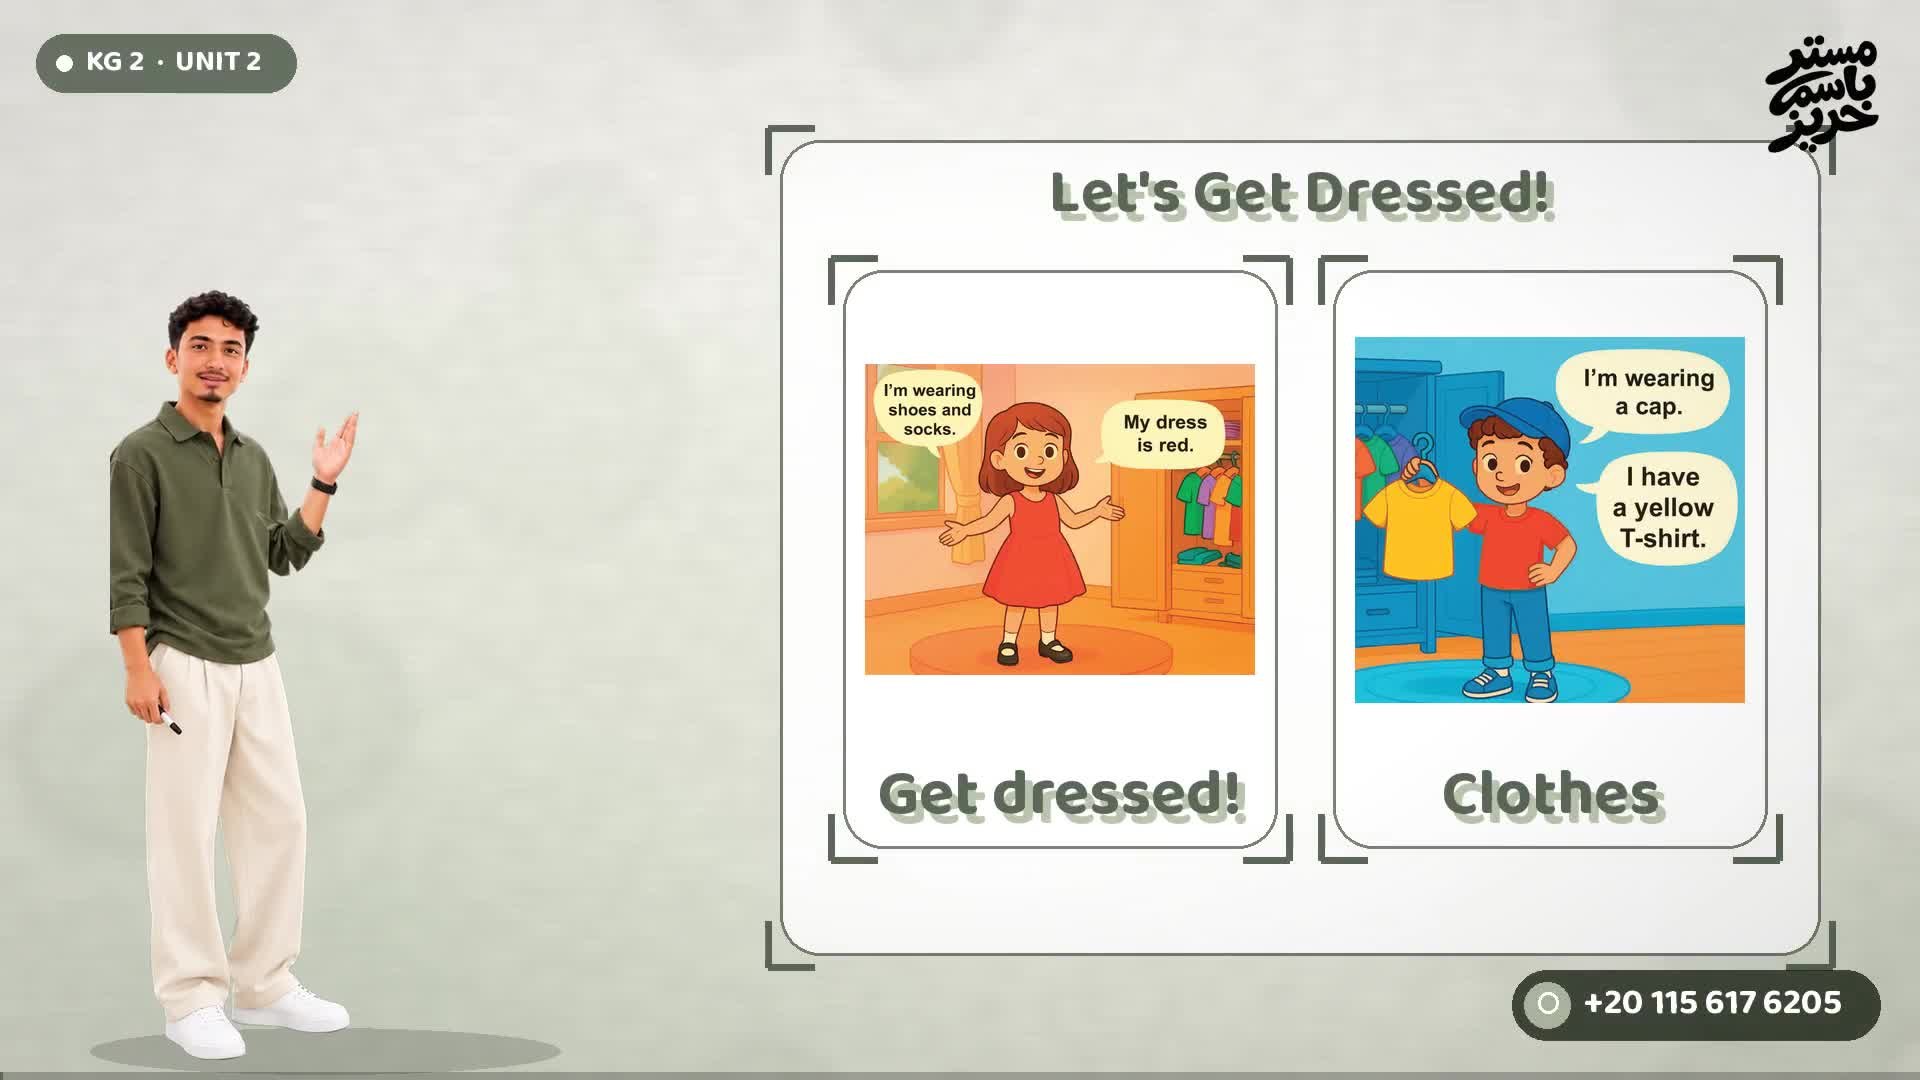 KG 2 · UNIT 2
مستر
باسم
خريز
Let's Get Dressed!
I'm wearing
shoes and
socks.
My dress
is red.
I'm wearing
a cap.
I have
a yellow
T-shirt.
Get dressed!
Clothes
+20 115 617 6205